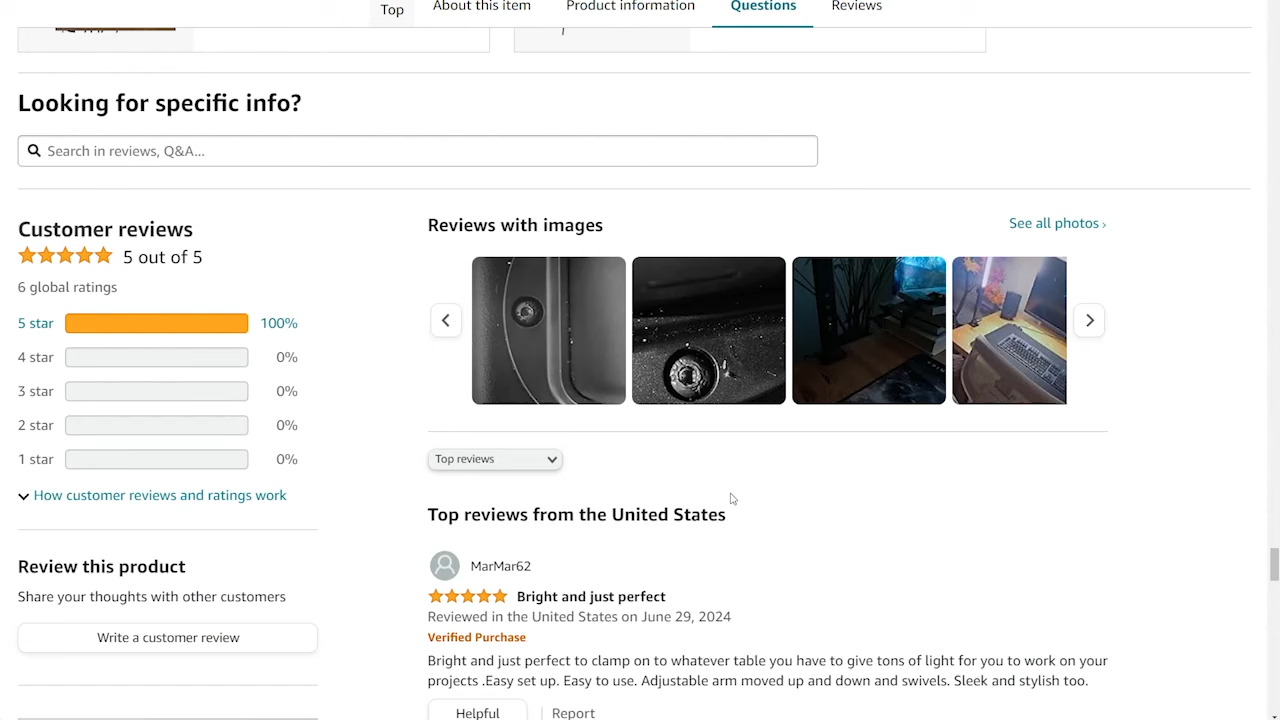 Top
About this item
Product information
Questions
Reviews
Looking for specific info?
Search in reviews, Q&A...
Customer reviews
5 out of 5
6 global ratings
5 star 100%
4 star 0%
3 star 0%
2 star 0%
1 star 0%
How customer reviews and ratings work
Review this product
Share your thoughts with other customers
Write a customer review
Reviews with images
See all photos ›
Top reviews
Top reviews from the United States
MarMar62
Bright and just perfect
Reviewed in the United States on June 29, 2024
Verified Purchase
Bright and just perfect to clamp on to whatever table you have to give tons of light for you to work on your
projects .Easy set up. Easy to use. Adjustable arm moved up and down and swivels. Sleek and stylish too.
Helpful
Report